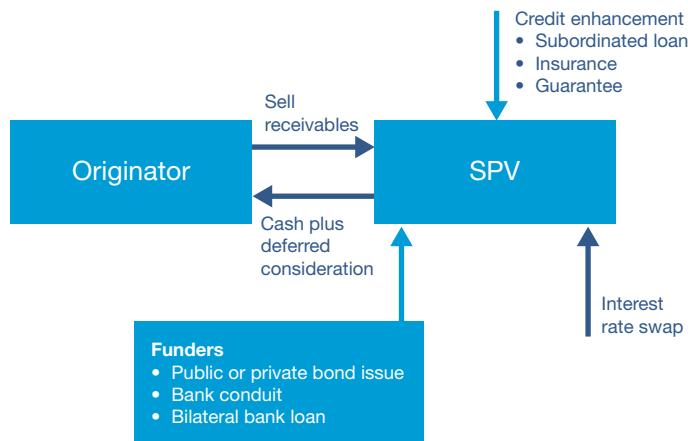 Credit enhancement
• Subordinated loan
• Insurance
• Guarantee
Sell
receivables
Originator
SPV
Cash plus
deferred
consideration
Interest
rate swap
Funders
• Public or private bond issue
• Bank conduit
• Bilateral bank loan